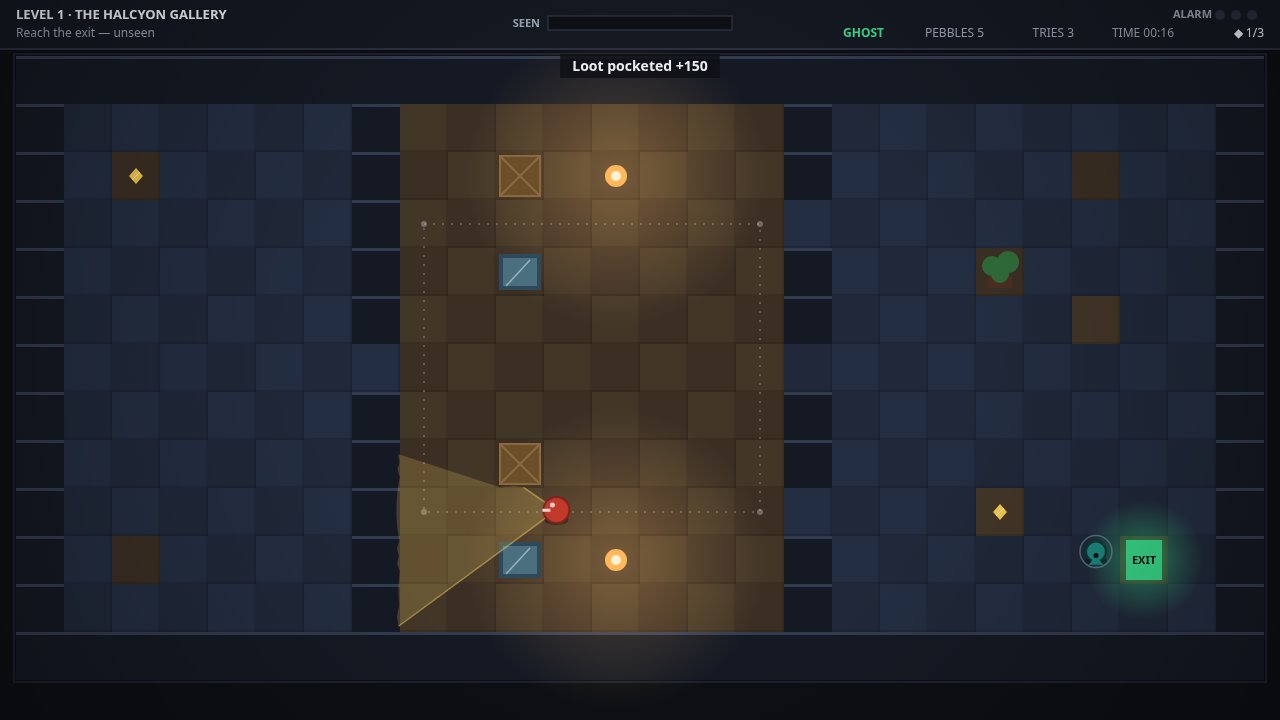 LEVEL 1 · THE HALCYON GALLERY
Reach the exit — unseen
SEEN
ALARM
GHOST
PEBBLES 5
TRIES 3
TIME 00:16
◆ 1/3
Loot pocketed +150
EXIT